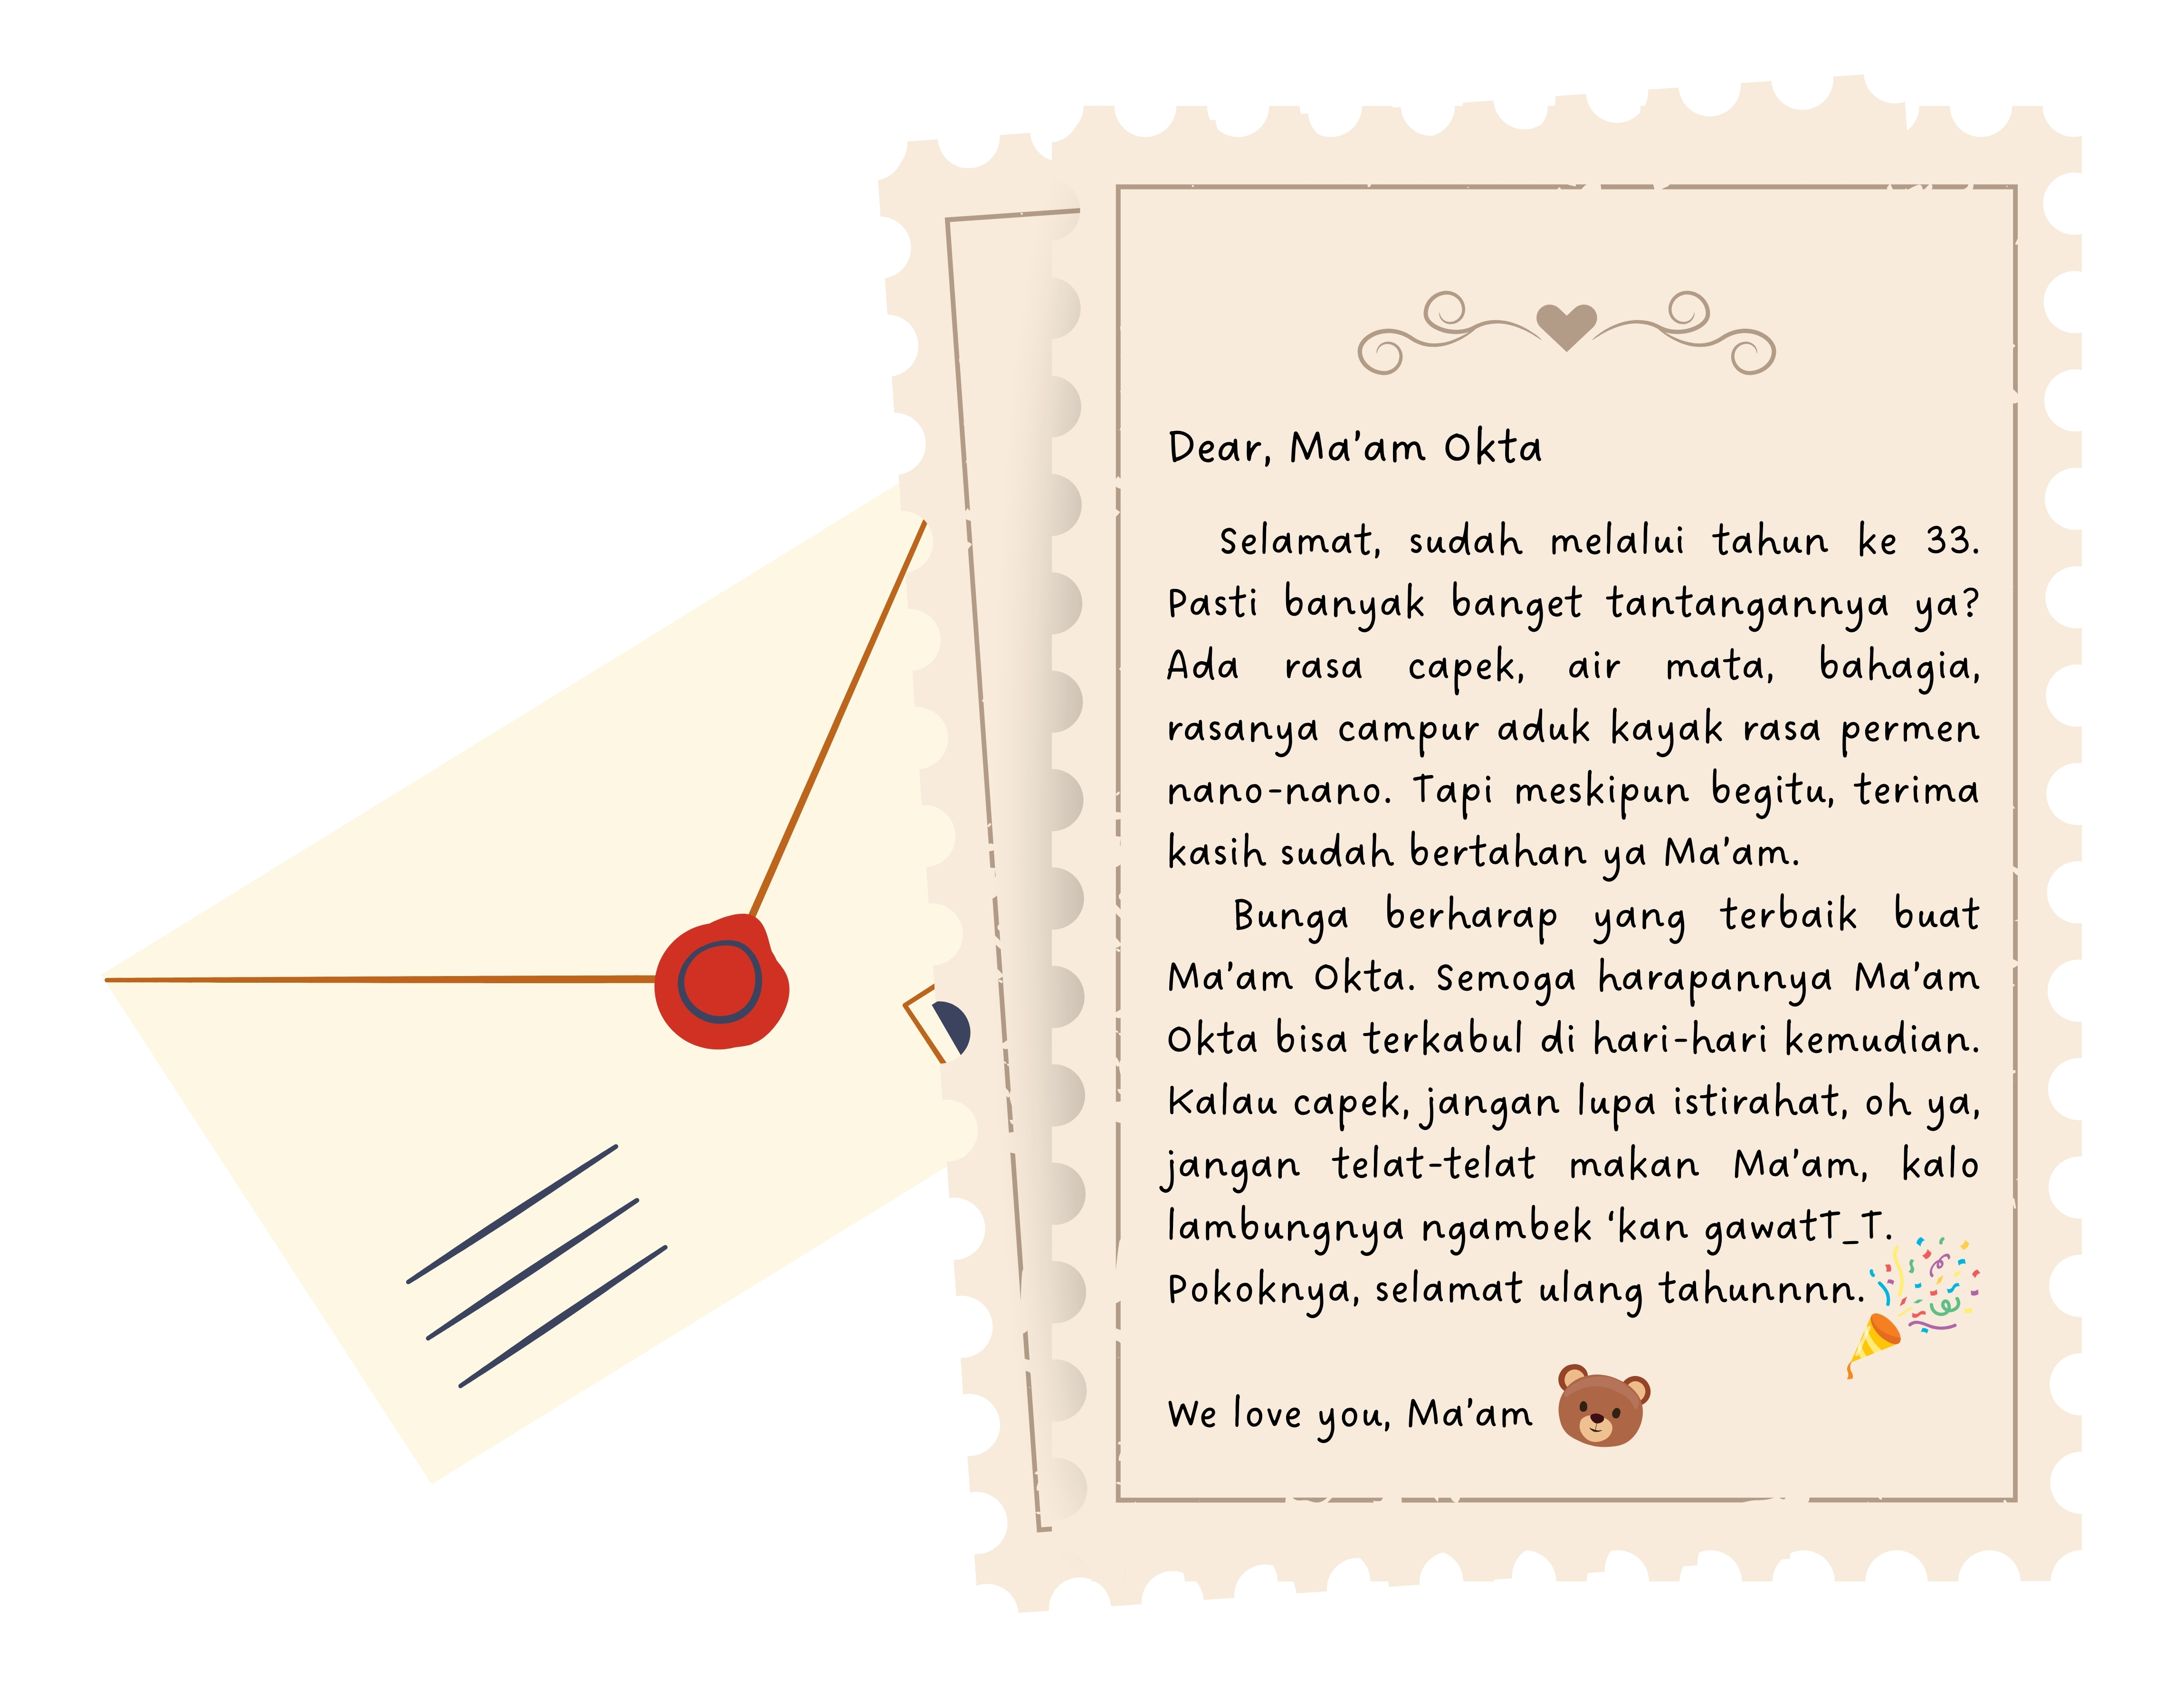 Dear, Ma'am Okta
Selamat, sudah melalui tahun ke 33.
Pasti banyak banget tantangannya ya?
Ada rasa capek, air mata, bahagia,
rasanya campur aduk kayak rasa permen
nano-nano. Tapi meskipun begitu, terima
kasih sudah bertahan ya Ma'am.
Bunga berharap yang terbaik buat
Ma'am Okta. Semoga harapannya Ma'am
Okta bisa terkabul di hari-hari kemudian.
Kalau capek, jangan lupa istirahat, oh ya,
jangan telat-telat makan Ma'am, kalo
lambungnya ngambek ‘kan gawatT_T.
Pokoknya, selamat ulang tahunnnn.
We love you, Ma'am